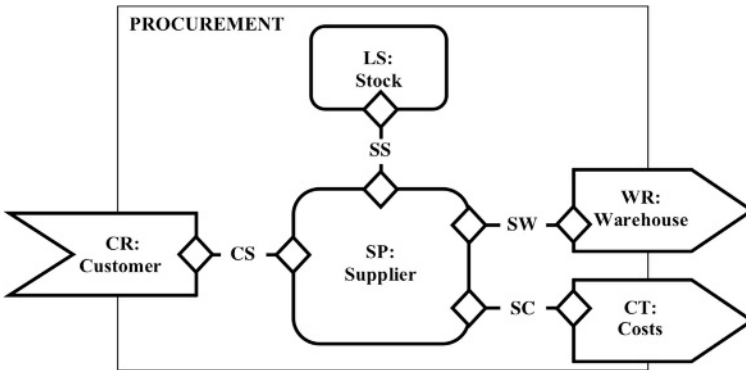 PROCUREMENT
LS:
Stock
SS
CR:
Customer
CS
SP:
Supplier
SW
WR:
Warehouse
SC
CT:
Costs